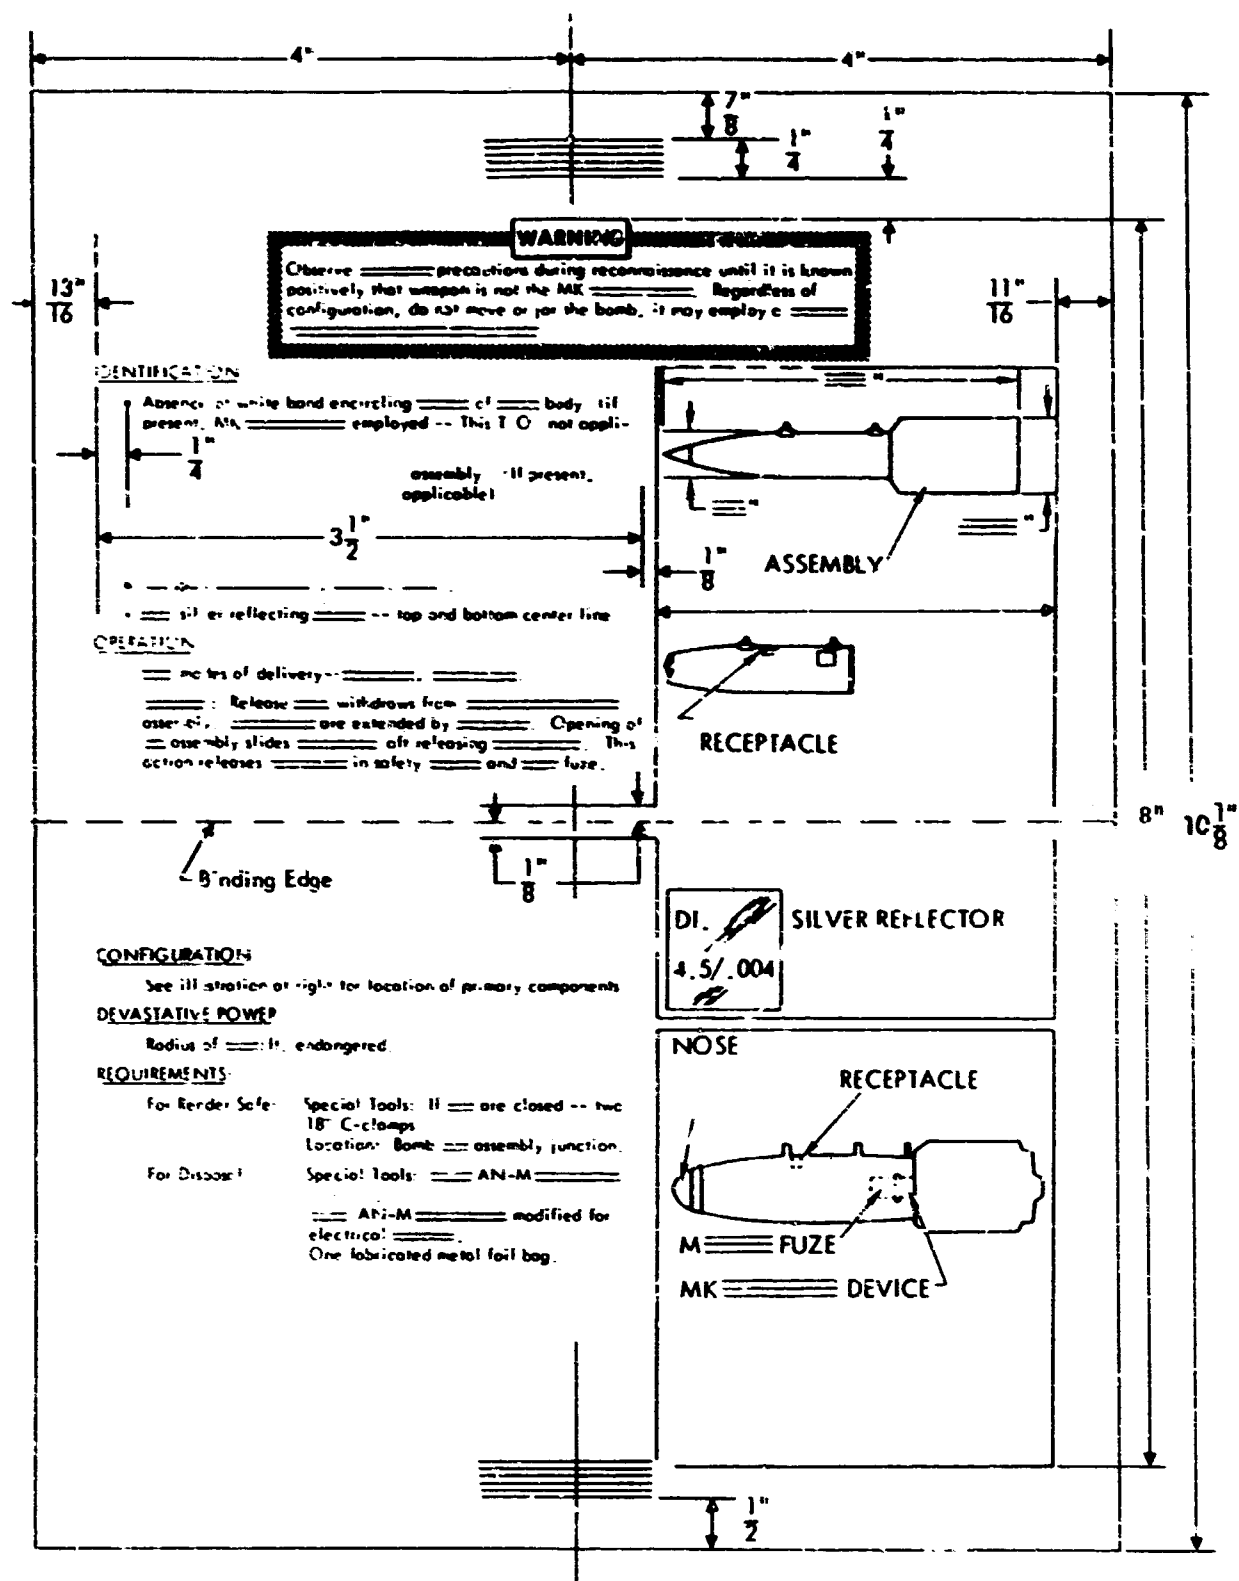 4" 4"
7/8"
1/4"
1/4"
WARNING
Observe precautions during reconnaissance until it is known
positively that weapon is not the MK . Regardless of
configuration, do not move or jar the bomb, it may employ a
13/16"
11/16"
IDENTIFICATION
Absence of white band encircling of body (if
present, MK employed -- This T.O. not appli-
1/4"
assembly (If present,
applicable)
3 1/2"
1/8"
ASSEMBLY
reflecting -- top and bottom center line
OPERATION
modes of delivery--
: Release withdraws from
are extended by . Opening of
assembly slides aft releasing . This
action releases in safety and fuze.
RECEPTACLE
8" 10 1/8"
Binding Edge
1/8"
DI.
4.5/.004
SILVER REFLECTOR
CONFIGURATION
See illustration at right for location of primary components
DEVASTATIVE POWER
Radius of ft. endangered.
REQUIREMENTS
For Render Safe: Special Tools: If are closed -- two
18" C-clamps
Location: Bomb assembly junction.
For Disposal Special Tools: AN-M
AN-M modified for
electrical .
One fabricated metal foil bag.
NOSE
RECEPTACLE
M FUZE
MK DEVICE
1/2"